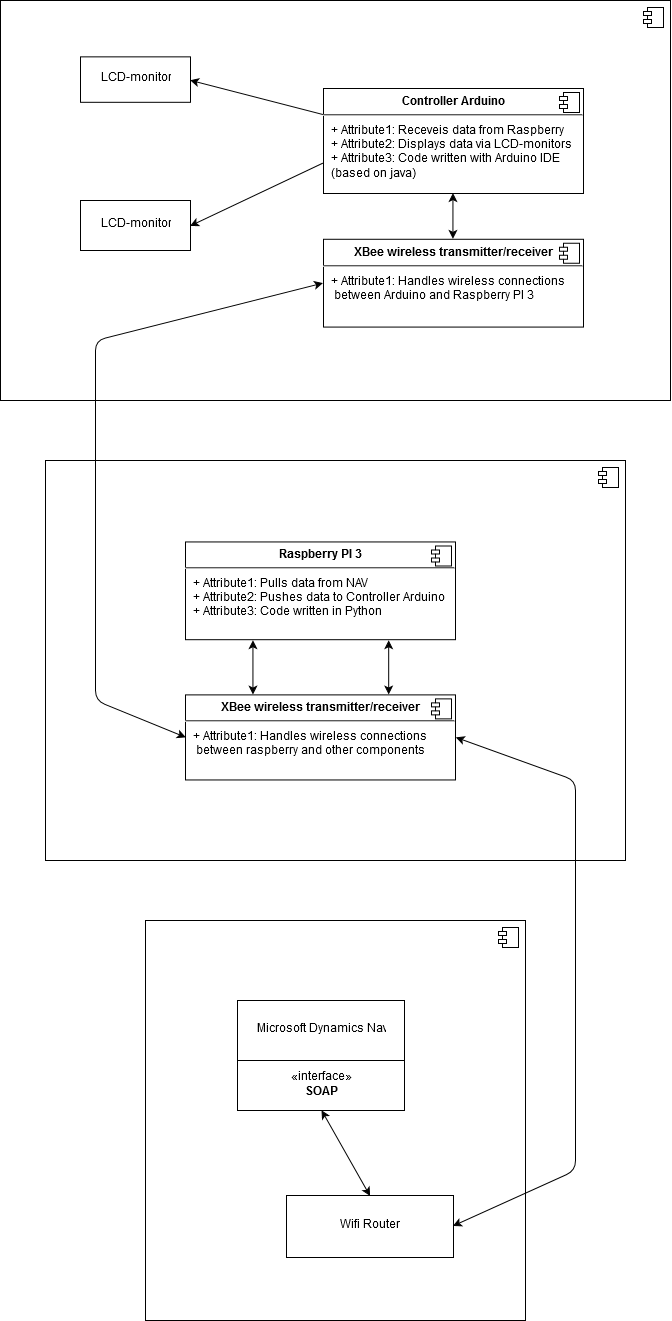 LCD-monitor
Controller Arduino
+ Attribute1: Receveis data from Raspberry
+ Attribute2: Displays data via LCD-monitors
+ Attribute3: Code written with Arduino IDE
(based on java)
LCD-monitor
XBee wireless transmitter/receiver
+ Attribute1: Handles wireless connections
between Arduino and Raspberry PI 3
Raspberry PI 3
+ Attribute1: Pulls data from NAV
+ Attribute2: Pushes data to Controller Arduino
+ Attribute3: Code written in Python
XBee wireless transmitter/receiver
+ Attribute1: Handles wireless connections
between raspberry and other components
Microsoft Dynamics Nav
«interface»
SOAP
Wifi Router